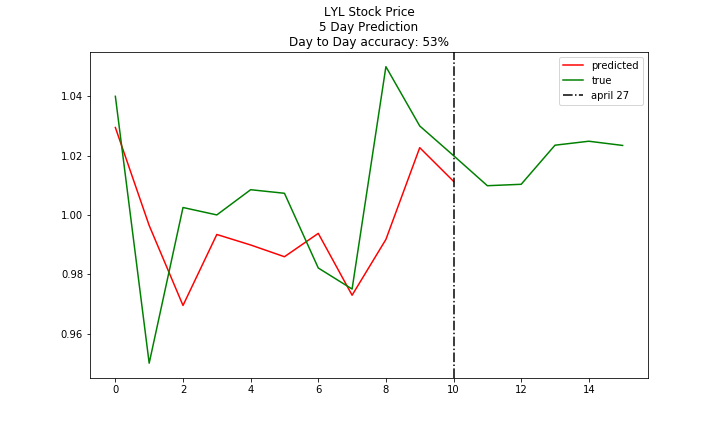 LYL Stock Price
5 Day Prediction
Day to Day accuracy: 53%
predicted
true
april 27
1.04
1.02
1.00
0.98
0.96
0 2 4 6 8 10 12 14